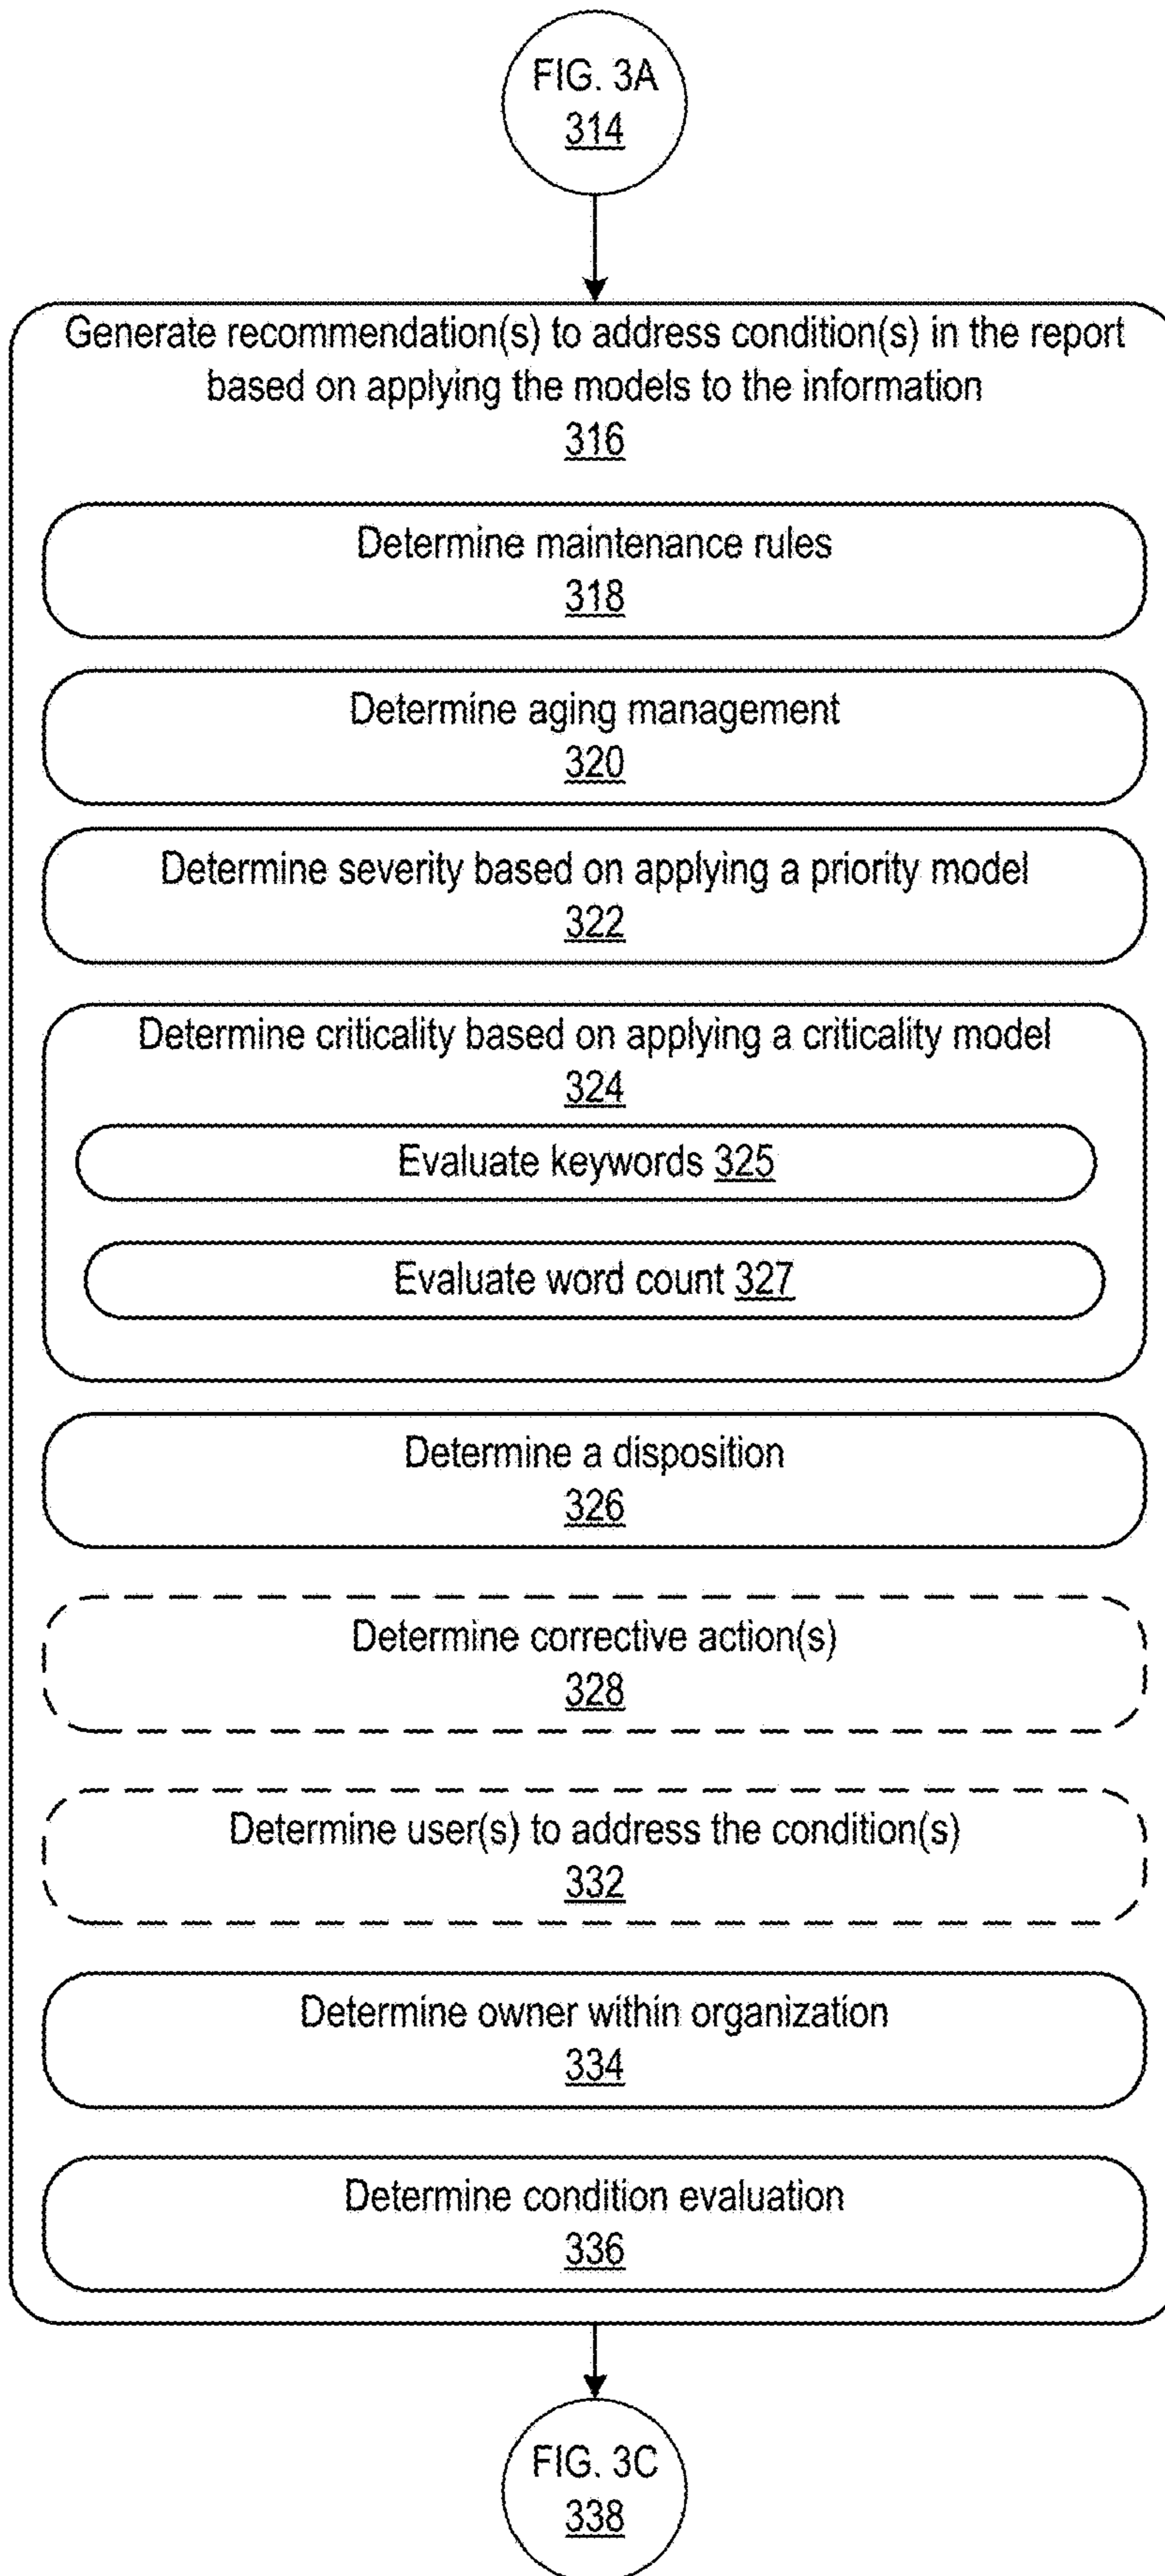 FIG. 3A
314
Generate recommendation(s) to address condition(s) in the report
based on applying the models to the information
316
Determine maintenance rules
318
Determine aging management
320
Determine severity based on applying a priority model
322
Determine criticality based on applying a criticality model
324
Evaluate keywords 325
Evaluate word count 327
Determine a disposition
326
Determine corrective action(s)
328
Determine user(s) to address the condition(s)
332
Determine owner within organization
334
Determine condition evaluation
336
FIG. 3C
338